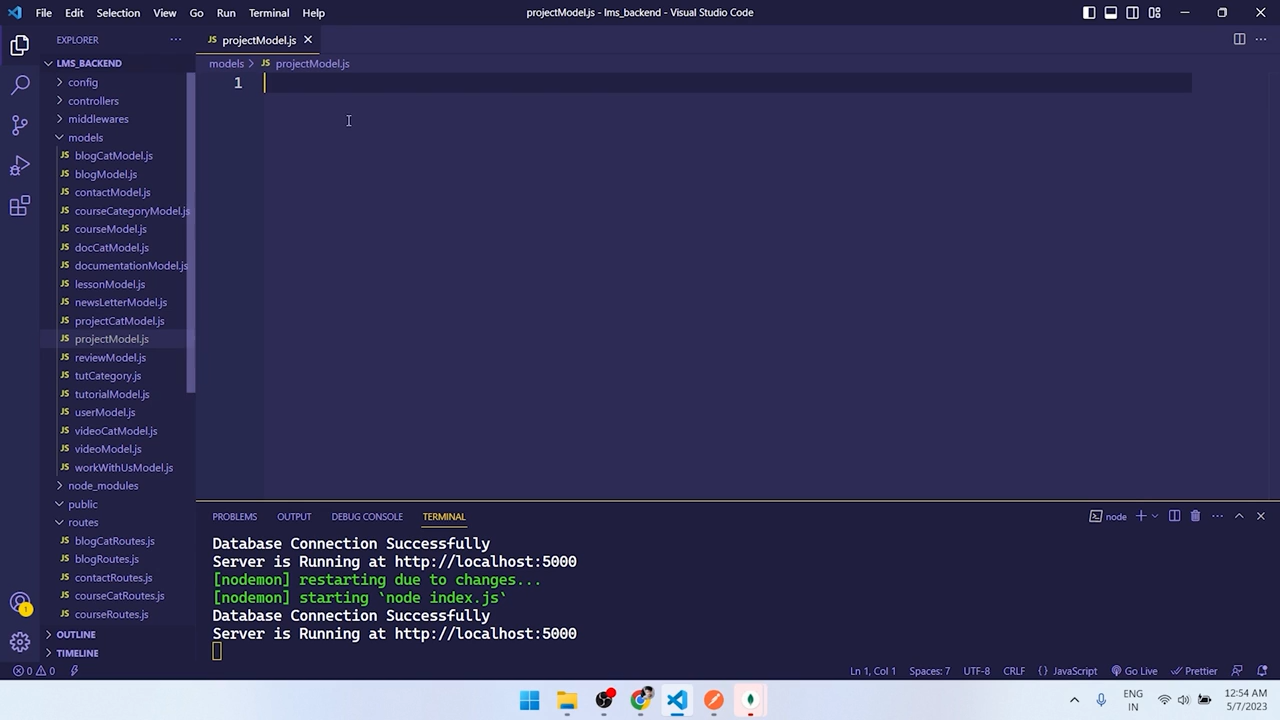 File Edit Selection View Go Run Terminal Help
projectModel.js - lms_backend - Visual Studio Code
EXPLORER
LMS_BACKEND
config
controllers
middlewares
models
JS blogCatModel.js
JS blogModel.js
JS contactModel.js
JS courseCategoryModel.js
JS courseModel.js
JS docCatModel.js
JS documentationModel.js
JS lessonModel.js
JS newsLetterModel.js
JS projectCatModel.js
JS projectModel.js
JS reviewModel.js
JS tutCategory.js
JS tutorialModel.js
JS userModel.js
JS videoCatModel.js
JS videoModel.js
JS workWithUsModel.js
node_modules
public
routes
JS blogCatRoutes.js
JS blogRoutes.js
JS contactRoutes.js
JS courseCatRoutes.js
JS courseRoutes.js
OUTLINE
TIMELINE
JS projectModel.js
models > JS projectModel.js
1
PROBLEMS OUTPUT DEBUG CONSOLE TERMINAL
node
Database Connection Successfully
Server is Running at http://localhost:5000
[nodemon] restarting due to changes...
[nodemon] starting `node index.js`
Database Connection Successfully
Server is Running at http://localhost:5000
1
0 0
Ln 1, Col 1 Spaces: 7 UTF-8 CRLF {} JavaScript Go Live Prettier
ENG
IN
12:54 AM
5/7/2023